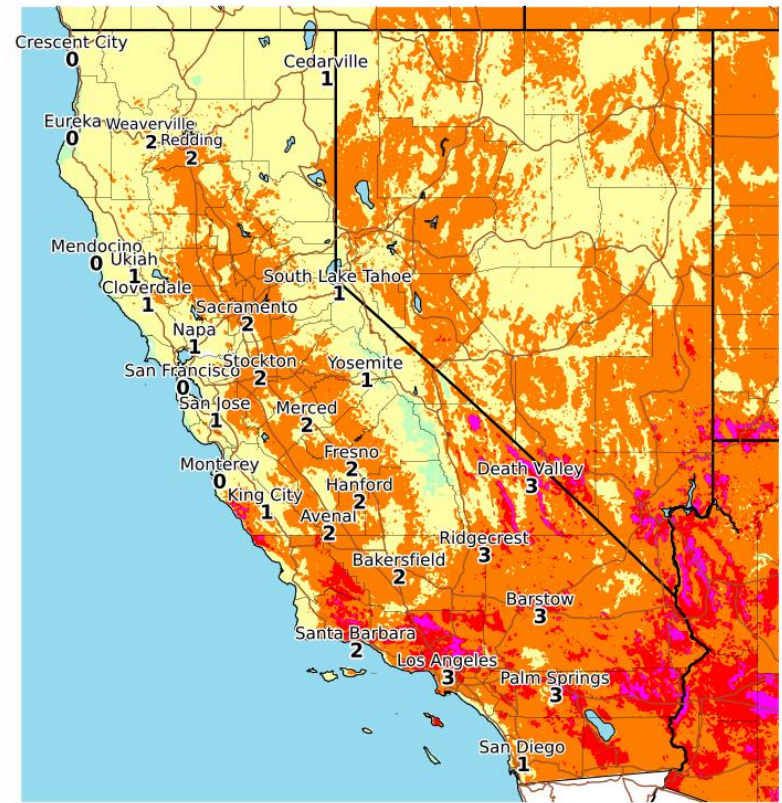 Crescent City
0
Cedarville
1
Eureka
0
Weaverville
2
Redding
2
Mendocino
0
Ukiah
1
Cloverdale
1
South Lake Tahoe
1
Sacramento
2
Napa
1
San Francisco
0
Stockton
2
Yosemite
1
San Jose
1
Merced
2
Monterey
0
Fresno
2
Death Valley
3
Hanford
2
King City
1
Avenal
2
Ridgecrest
3
Bakersfield
2
Barstow
3
Santa Barbara
2
Los Angeles
3
Palm Springs
3
San Diego
1